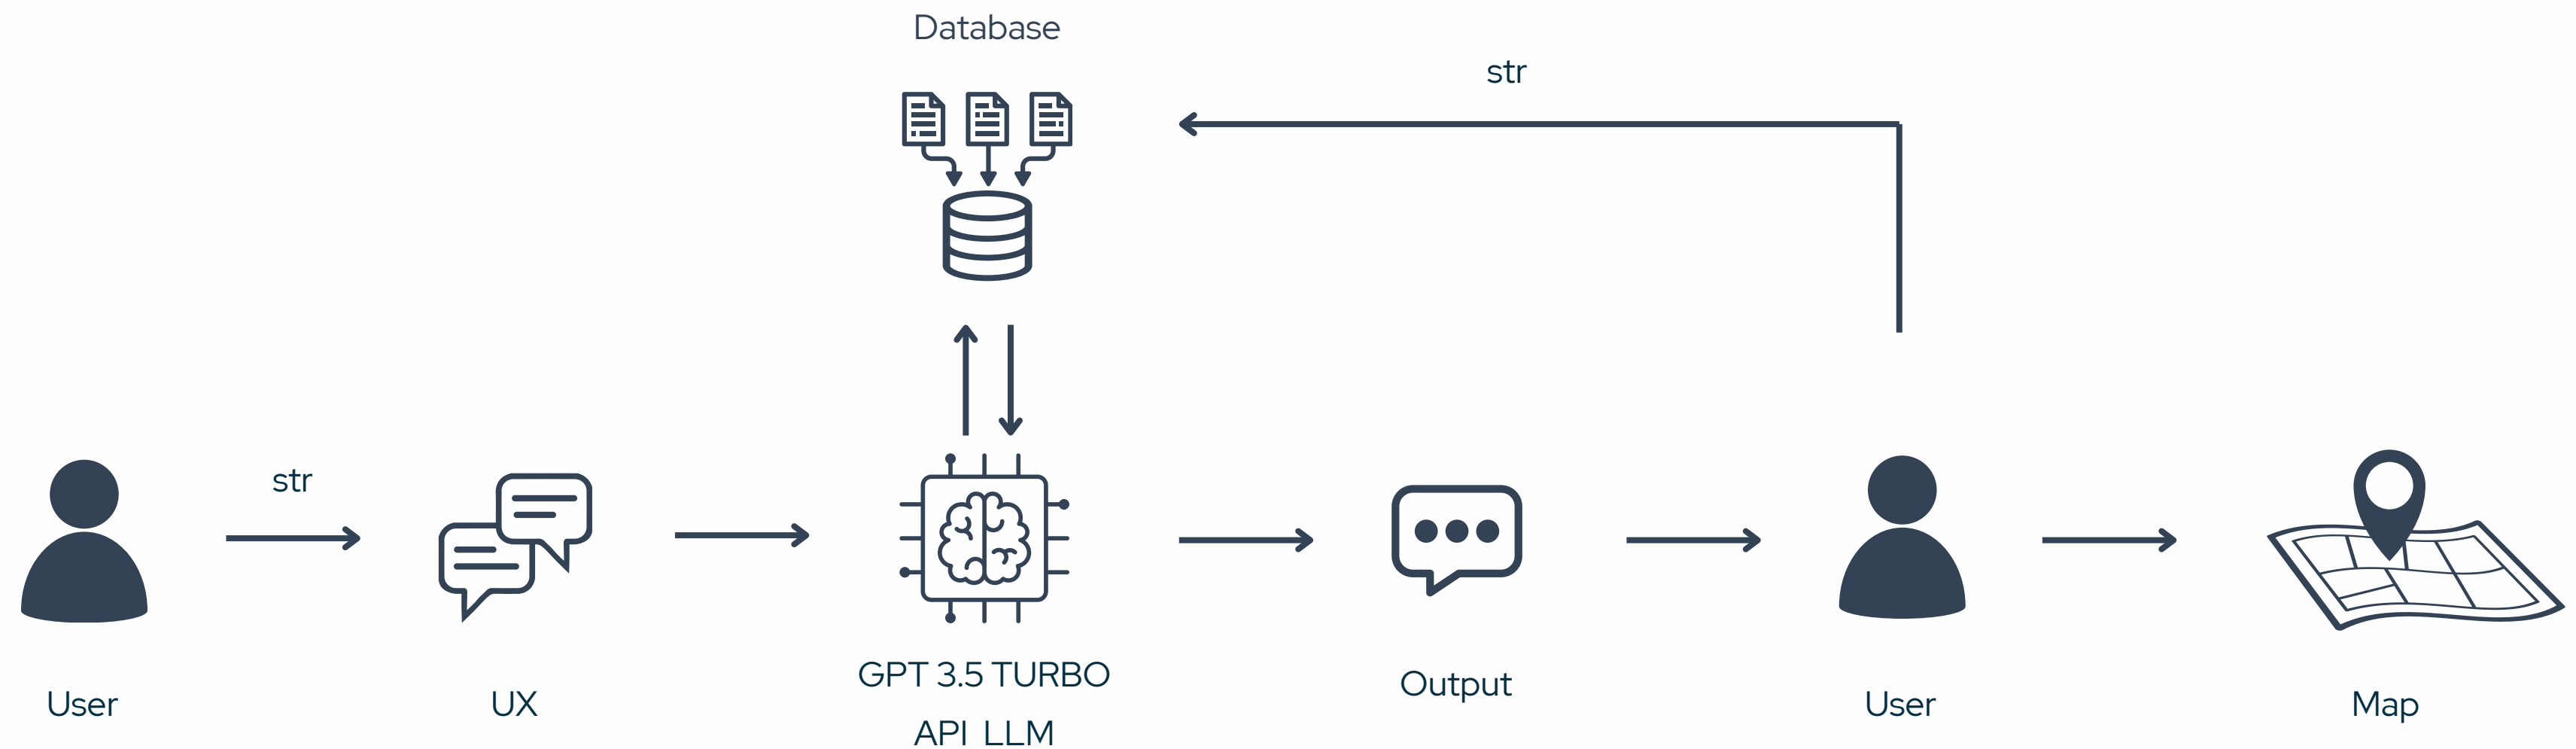 Database
str
str
User
UX
GPT 3.5 TURBO
API LLM
Output
User
Map